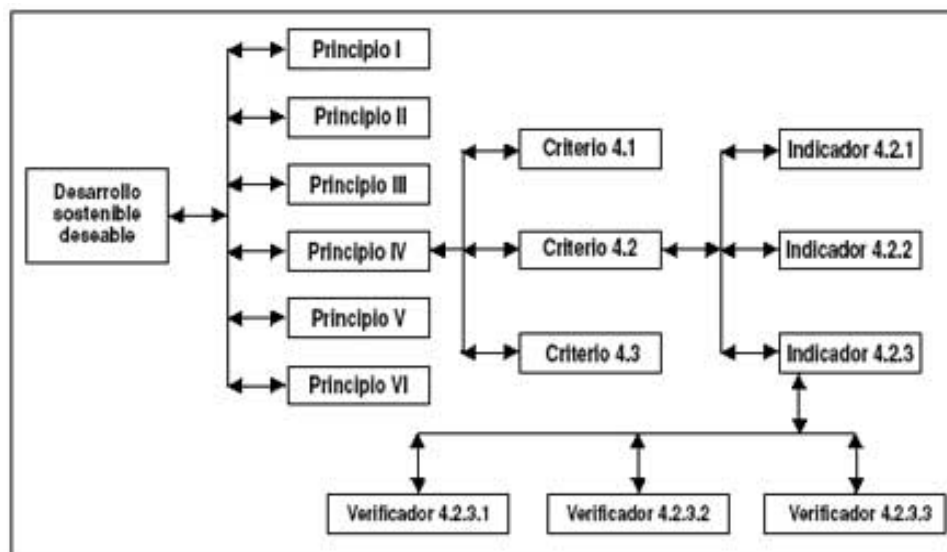 Desarrollo
sostenible
deseable
Principio I
Principio II
Principio III
Principio IV
Principio V
Principio VI
Criterio 4.1
Criterio 4.2
Criterio 4.3
Indicador 4.2.1
Indicador 4.2.2
Indicador 4.2.3
Verificador 4.2.3.1
Verificador 4.2.3.2
Verificador 4.2.3.3